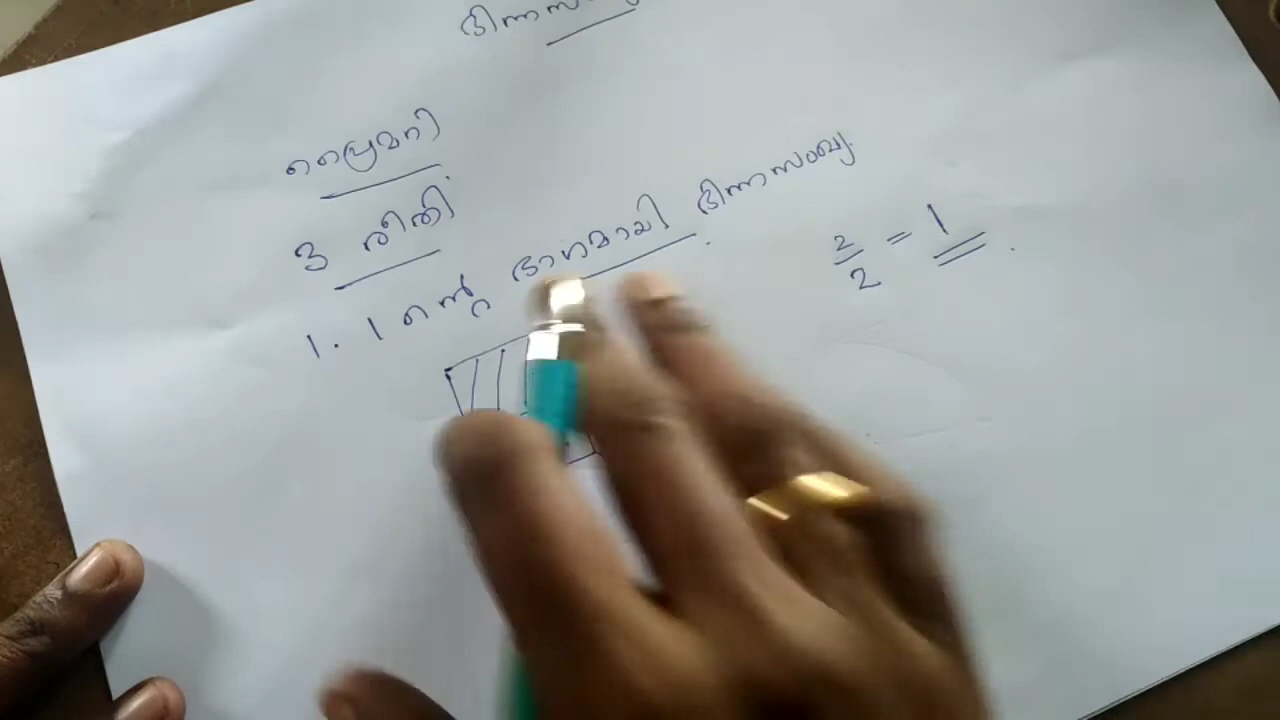 ഭിന്നസംഖ്യ
പ്രൈമറി
3 രീതി
1. 1 ന്റെ ഭാഗമായി ഭിന്നസംഖ്യ.
2/2 = 1